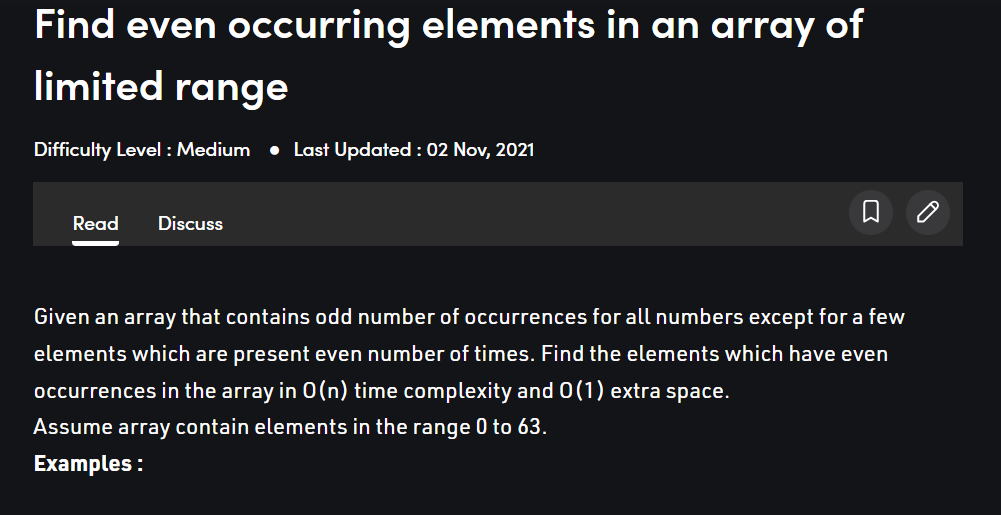 Find even occurring elements in an array of
limited range
Difficulty Level : Medium ● Last Updated : 02 Nov, 2021
Read Discuss
Given an array that contains odd number of occurrences for all numbers except for a few
elements which are present even number of times. Find the elements which have even
occurrences in the array in O(n) time complexity and O(1) extra space.
Assume array contain elements in the range 0 to 63.
Examples :